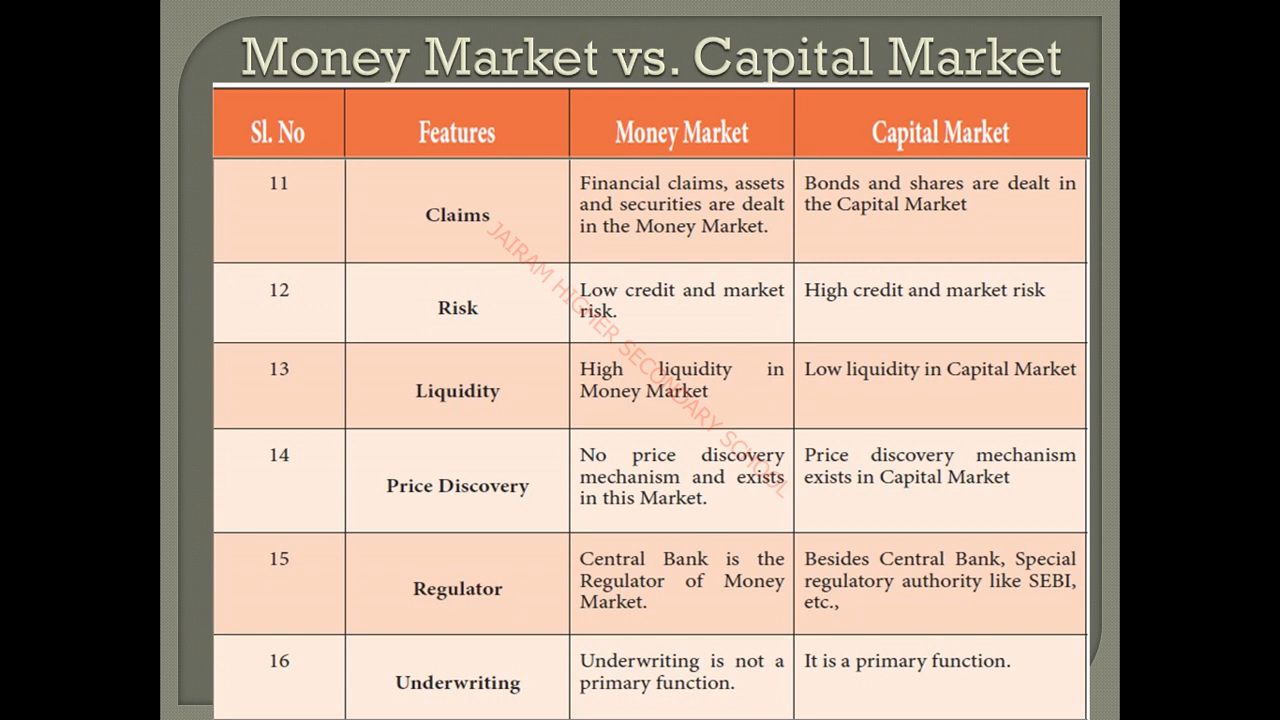 Money Market vs. Capital Market
Sl. No
Features
Money Market
Capital Market
11
Claims
Financial claims, assets
and securities are dealt
in the Money Market.
Bonds and shares are dealt in
the Capital Market
12
Risk
Low credit and market
risk.
High credit and market risk
13
Liquidity
High liquidity in
Money Market
Low liquidity in Capital Market
14
Price Discovery
No price discovery
mechanism and exists
in this Market.
Price discovery mechanism
exists in Capital Market
15
Regulator
Central Bank is the
Regulator of Money
Market.
Besides Central Bank, Special
regulatory authority like SEBI,
etc.,
16
Underwriting
Underwriting is not a
primary function.
It is a primary function.
JAIRAM HIGHER SECONDARY SCHOOL